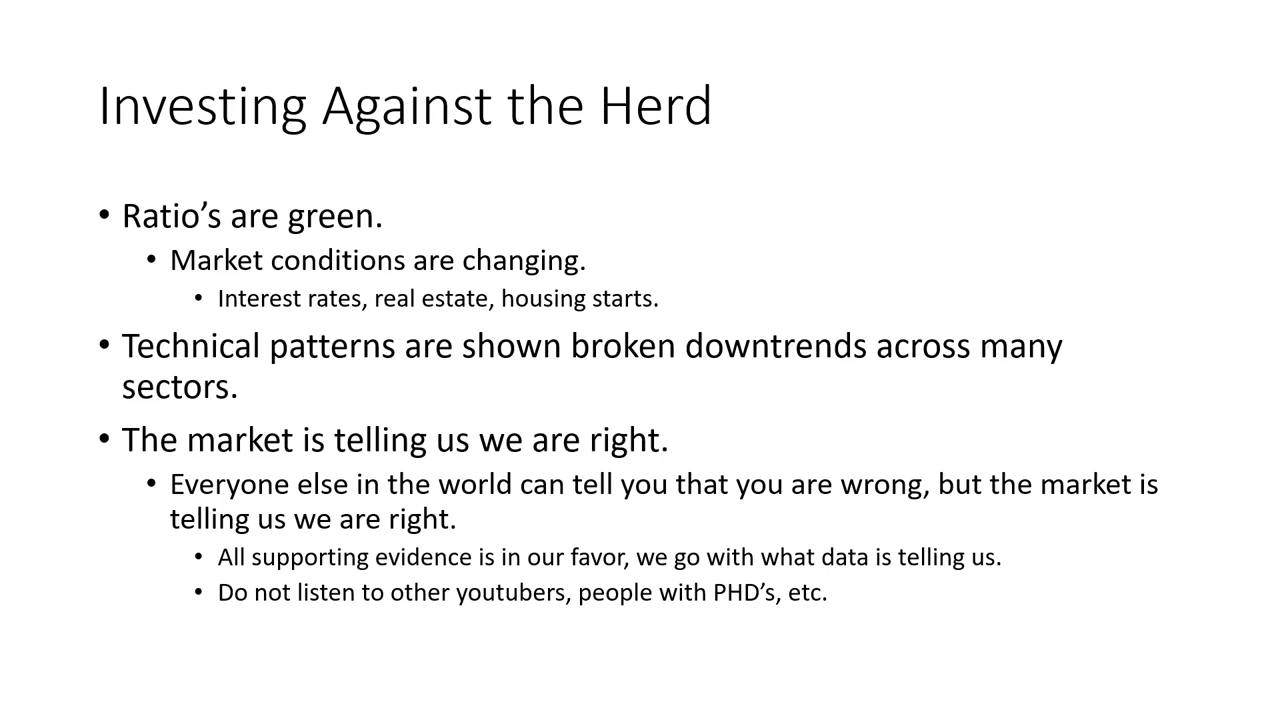 Investing Against the Herd
• Ratio’s are green.
• Market conditions are changing.
• Interest rates, real estate, housing starts.
• Technical patterns are shown broken downtrends across many
sectors.
• The market is telling us we are right.
• Everyone else in the world can tell you that you are wrong, but the market is
telling us we are right.
• All supporting evidence is in our favor, we go with what data is telling us.
• Do not listen to other youtubers, people with PHD’s, etc.